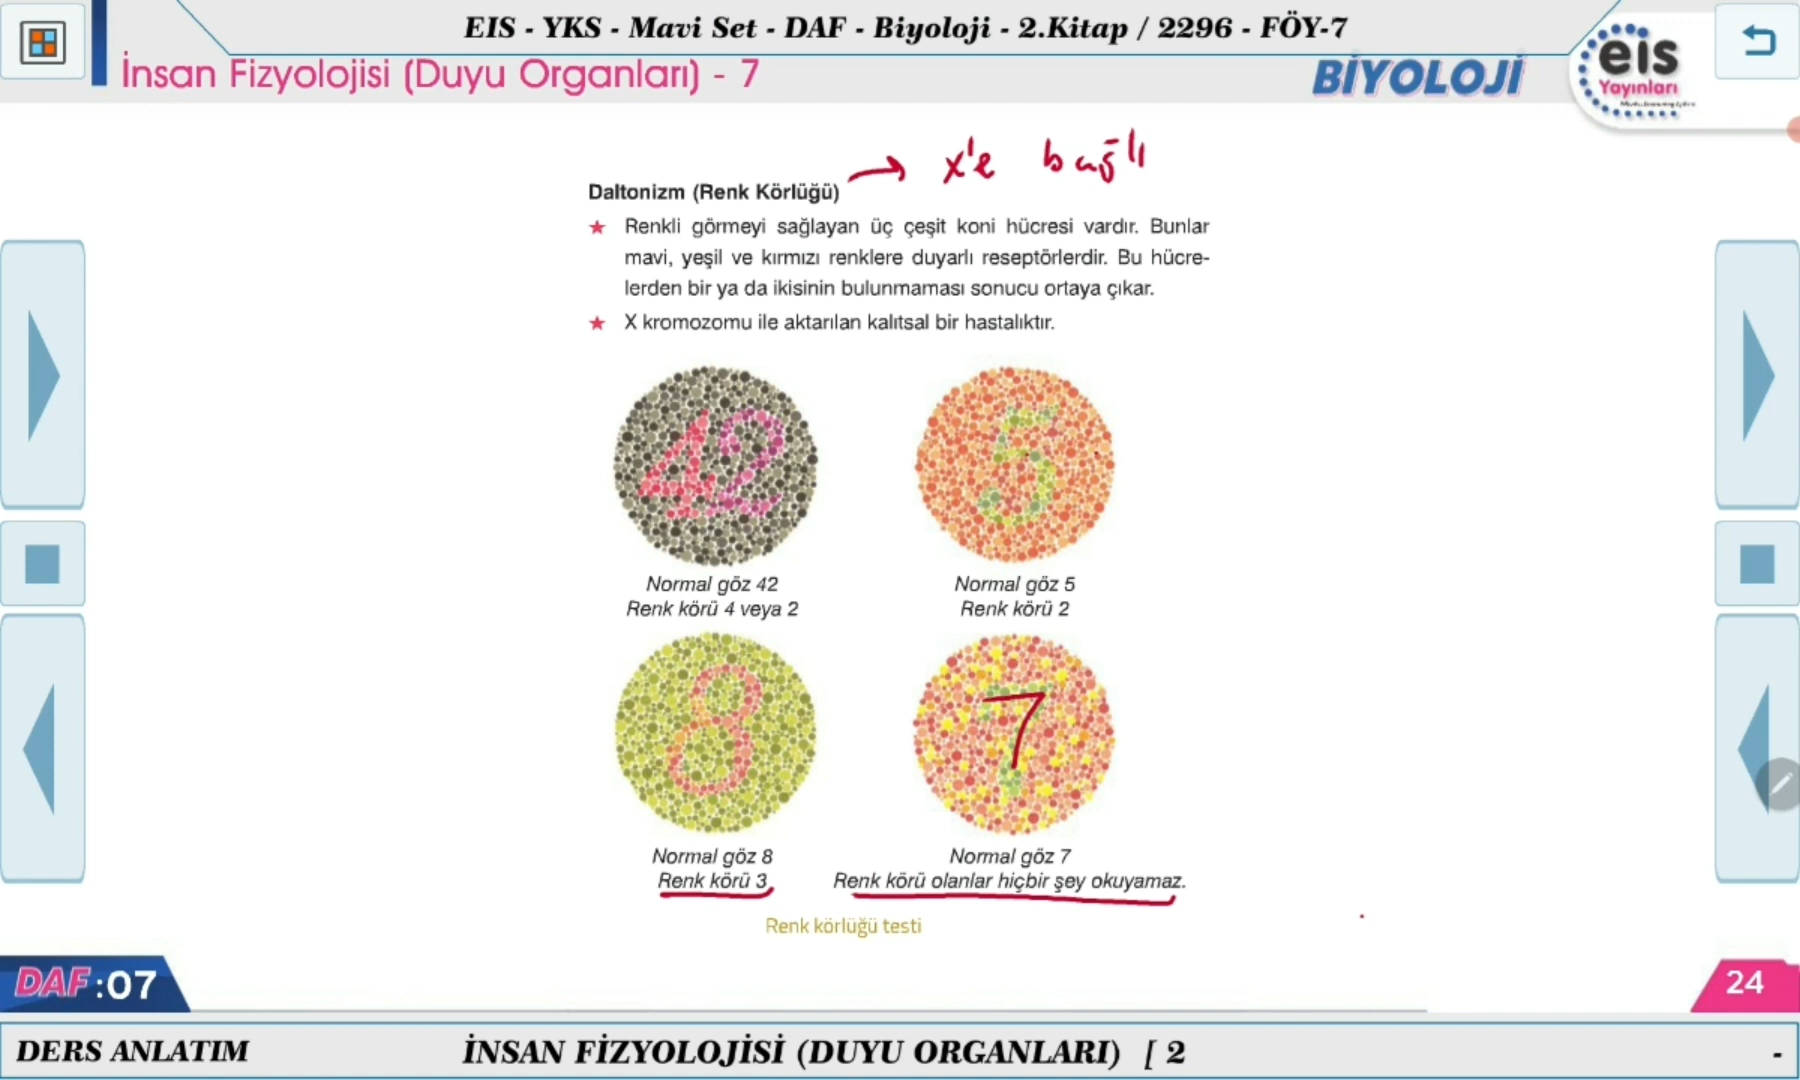 EIS - YKS - Mavi Set - DAF - Biyoloji - 2.Kitap / 2296 - FÖY-7
İnsan Fizyolojisi (Duyu Organları) - 7
BİYOLOJİ
eis
Yayınları
x'e bağlı
Daltonizm (Renk Körlüğü)
Renkli görmeyi sağlayan üç çeşit koni hücresi vardır. Bunlar
mavi, yeşil ve kırmızı renklere duyarlı reseptörlerdir. Bu hücre-
lerden bir ya da ikisinin bulunmaması sonucu ortaya çıkar.
X kromozomu ile aktarılan kalıtsal bir hastalıktır.
42
5
Normal göz 42
Renk körü 4 veya 2
Normal göz 5
Renk körü 2
8
7
Normal göz 8
Renk körü 3
Normal göz 7
Renk körü olanlar hiçbir şey okuyamaz.
Renk körlüğü testi
DAF :07
24
DERS ANLATIM
İNSAN FİZYOLOJİSİ (DUYU ORGANLARI) [ 2
-